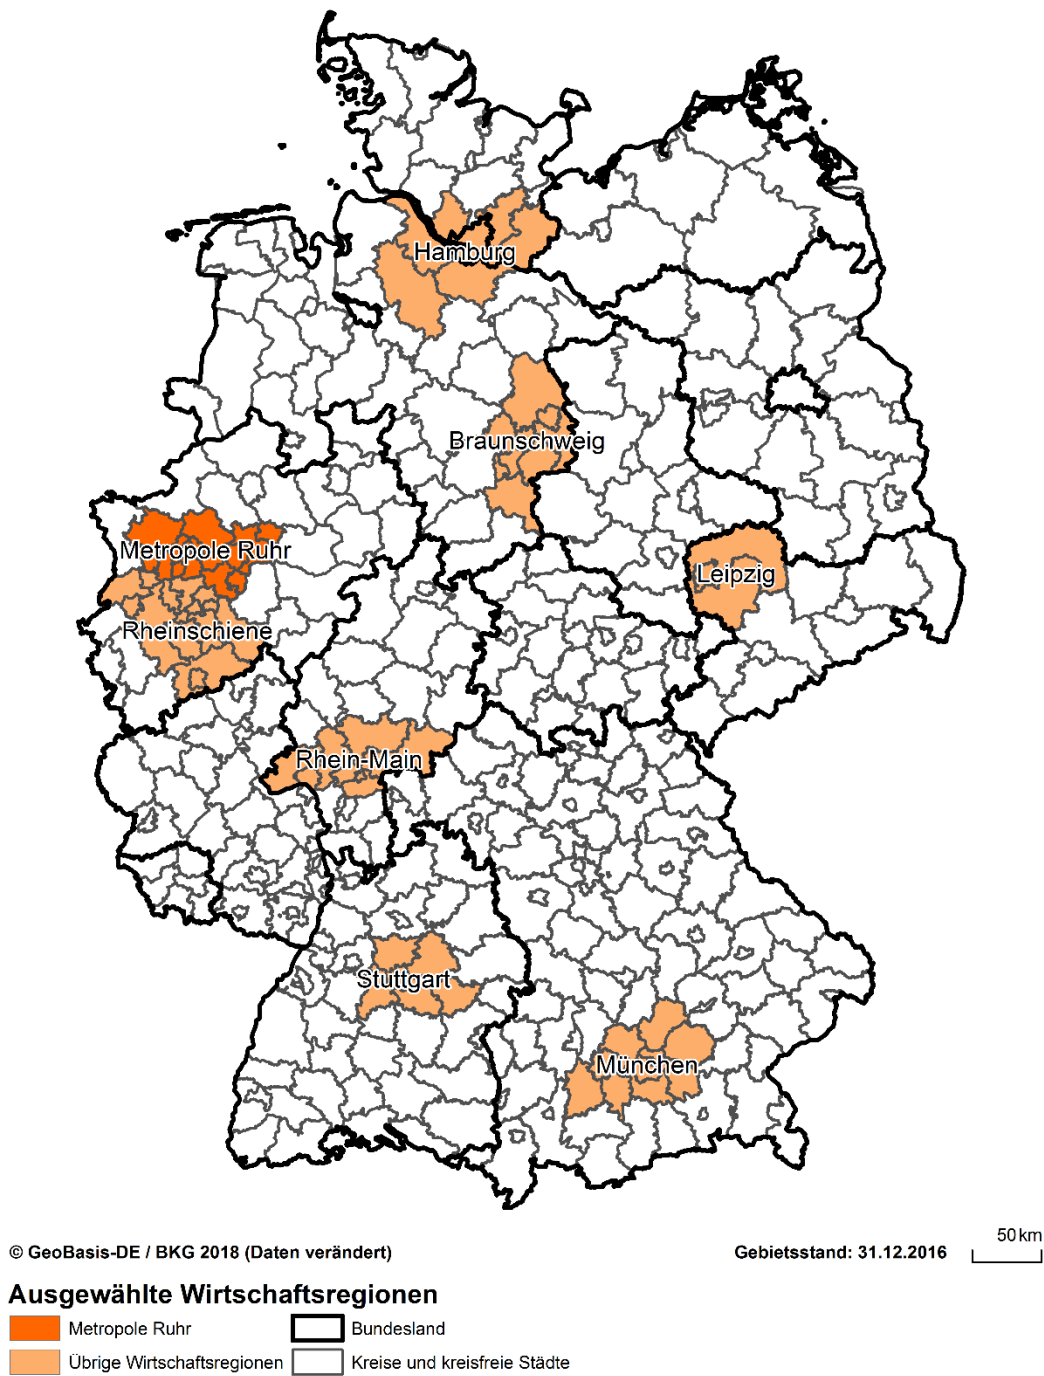 Hamburg
Braunschweig
Metropole Ruhr
Leipzig
Rheinschiene
Rhein-Main
Stuttgart
München
50 km
© GeoBasis-DE / BKG 2018 (Daten verändert)
Gebietsstand: 31.12.2016
Ausgewählte Wirtschaftsregionen
Metropole Ruhr
Bundesland
Übrige Wirtschaftsregionen
Kreise und kreisfreie Städte